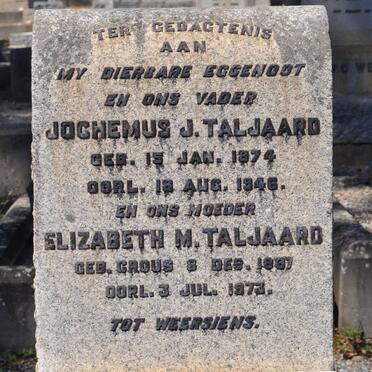 TER GEDAGTENIS
AAN
MY DIERBARE EGGENOOT
EN ONS VADER
JOCHEMUS J. TALJAARD
GEB. 15 JAN. 1874
OORL. 18 AUG. 1946.
EN ONS MOEDER
ELIZABETH M. TALJAARD
GEB. CROUS 8 DES. 1887
OORL. 3 JUL. 1973.
TOT WEERSIENS.